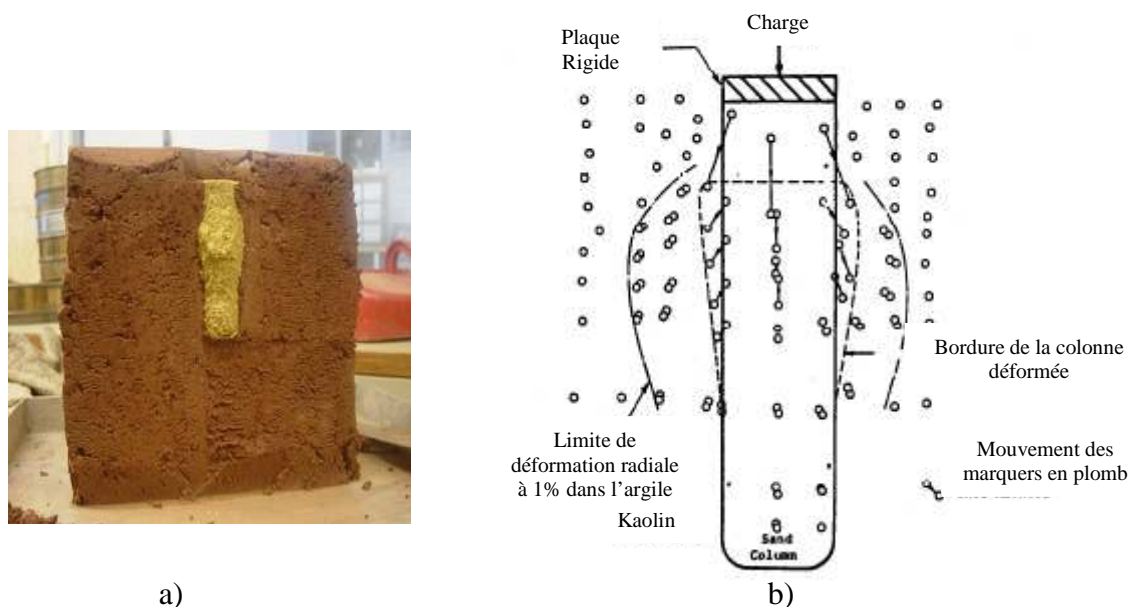 Charge
Plaque
Rigide
Bordure de la colonne
déformée
Limite de
déformation radiale
à 1% dans l'argile
Mouvement des
marquers en plomb
Kaolin
Sand
Column
a)
b)